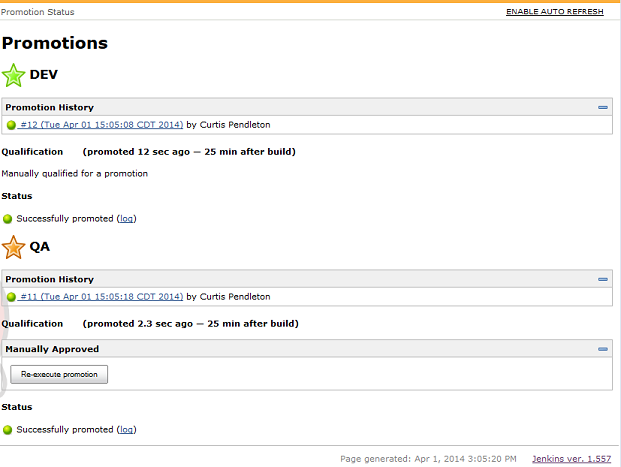 Promotion Status
ENABLE AUTO REFRESH
Promotions
DEV
Promotion History
#12 (Tue Apr 01 15:05:08 CDT 2014) by Curtis Pendleton
Qualification (promoted 12 sec ago — 25 min after build)
Manually qualified for a promotion
Status
Successfully promoted (log)
QA
Promotion History
#11 (Tue Apr 01 15:05:18 CDT 2014) by Curtis Pendleton
Qualification (promoted 2.3 sec ago — 25 min after build)
Manually Approved
Re-execute promotion
Status
Successfully promoted (log)
Page generated: Apr 1, 2014 3:05:20 PM Jenkins ver. 1.557